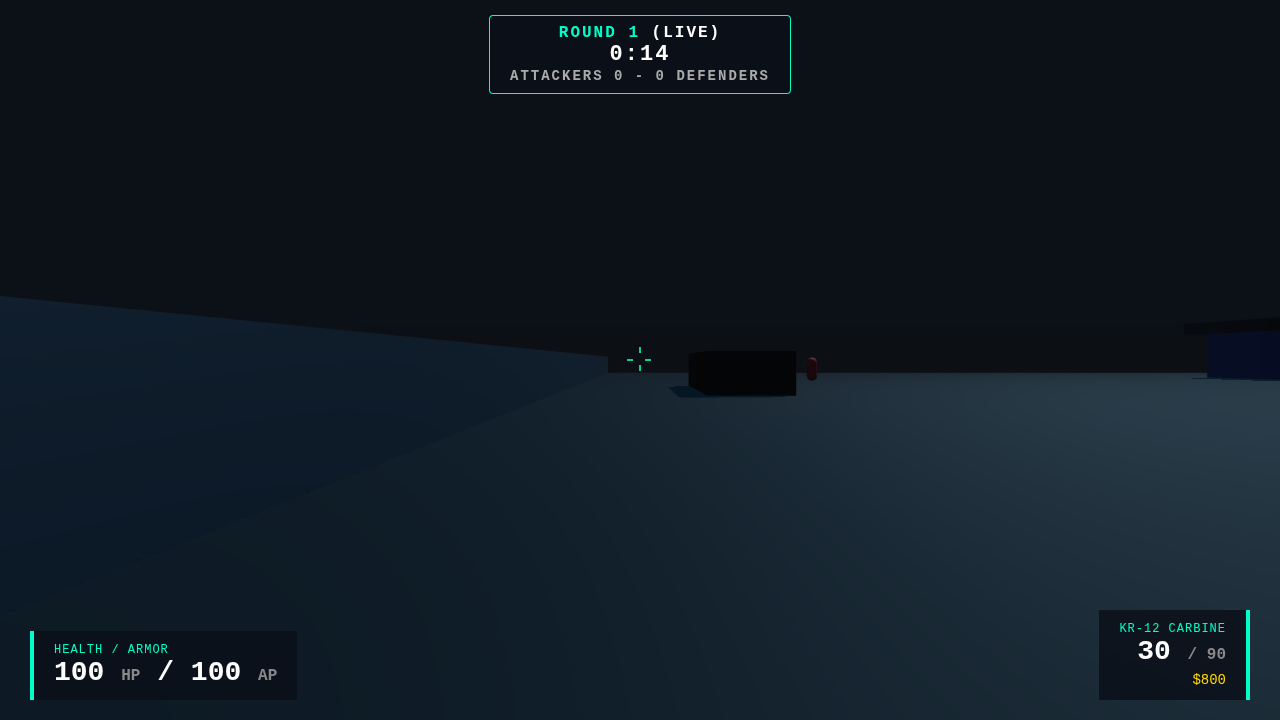 ROUND 1 (LIVE)
0:14
ATTACKERS 0 - 0 DEFENDERS
HEALTH / ARMOR
100 HP / 100 AP
KR-12 CARBINE
30 / 90
$800